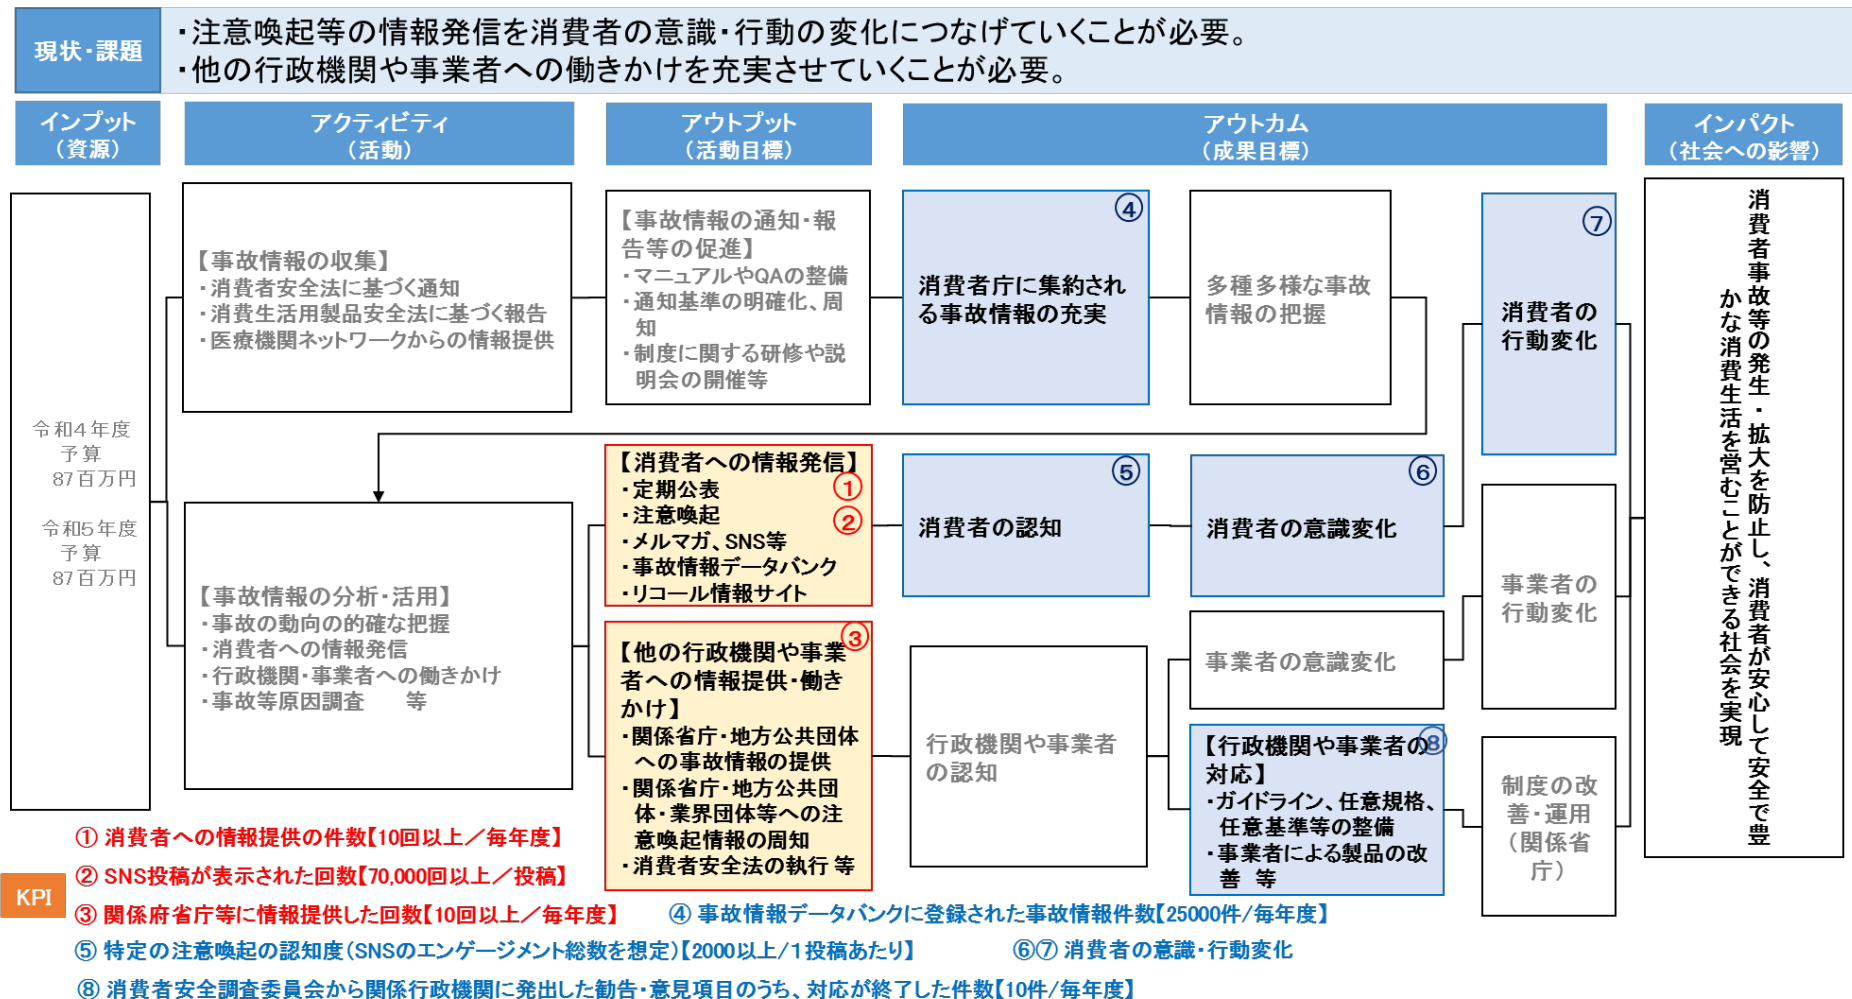 現状・課題
・注意喚起等の情報発信を消費者の意識・行動の変化につなげていくことが必要。
・他の行政機関や事業者への働きかけを充実させていくことが必要。
インプット
（資源）
アクティビティ
（活動）
アウトプット
（活動目標）
アウトカム
（成果目標）
インパクト
（社会への影響）
令和4年度
予算
87百万円
令和5年度
予算
87百万円
【事故情報の収集】
・消費者安全法に基づく通知
・消費生活用製品安全法に基づく報告
・医療機関ネットワークからの情報提供
【事故情報の通知・報
告等の促進】
・マニュアルやQAの整備
・通知基準の明確化、周
知
・制度に関する研修や説
明会の開催等
④
消費者庁に集約され
る事故情報の充実
多種多様な事故
情報の把握
⑦
消費者の
行動変化
【事故情報の分析・活用】
・事故の動向の的確な把握
・消費者への情報発信
・行政機関・事業者への働きかけ
・事故等原因調査　　等
【消費者への情報発信】
・定期公表 ①
・注意喚起 ②
・メルマガ、SNS等
・事故情報データバンク
・リコール情報サイト
⑤
消費者の認知
⑥
消費者の意識変化
③
【他の行政機関や事業
者への情報提供・働き
かけ】
・関係省庁・地方公共団体
への事故情報の提供
・関係省庁・地方公共団
体・業界団体等への注
意喚起情報の周知
・消費者安全法の執行 等
行政機関や事業者
の認知
事業者の意識変化
事業者の
行動変化
【行政機関や事業者の⑧
対応】
・ガイドライン、任意規格、
任意基準等の整備
・事業者による製品の改
善　等
制度の改
善・運用
（関係省
庁）
消費者事故等の発生・拡大を防止し、消費者が安心して安全で豊
かな消費生活を営むことができる社会を実現
KPI
① 消費者への情報提供の件数【10回以上／毎年度】
② SNS投稿が表示された回数【70,000回以上／投稿】
③ 関係府省庁等に情報提供した回数【10回以上／毎年度】
④ 事故情報データバンクに登録された事故情報件数【25000件/毎年度】
⑤ 特定の注意喚起の認知度（SNSのエンゲージメント総数を想定）【2000以上/1投稿あたり】
⑥⑦ 消費者の意識・行動変化
⑧ 消費者安全調査委員会から関係行政機関に発出した勧告・意見項目のうち、対応が終了した件数【10件/毎年度】